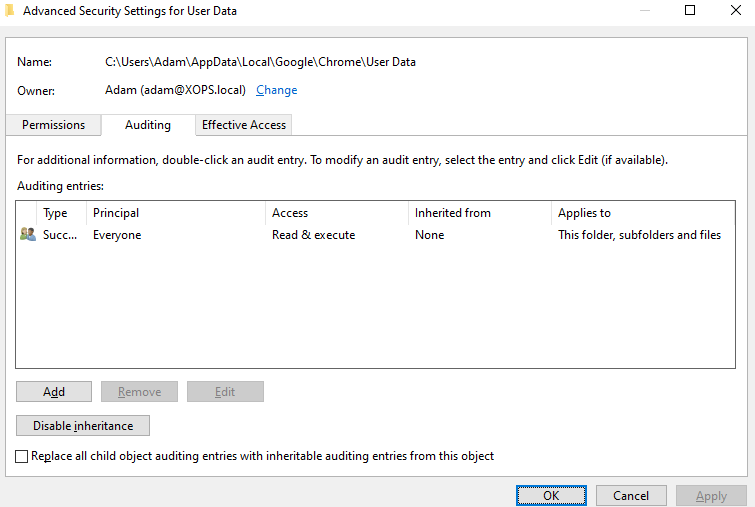 Advanced Security Settings for User Data
Name: C:\Users\Adam\AppData\Local\Google\Chrome\User Data
Owner: Adam (adam@XOPS.local) Change
Permissions Auditing Effective Access
For additional information, double-click an audit entry. To modify an audit entry, select the entry and click Edit (if available).
Auditing entries:
Type Principal Access Inherited from Applies to
Succ... Everyone Read & execute None This folder, subfolders and files
Add Remove Edit
Disable inheritance
Replace all child object auditing entries with inheritable auditing entries from this object
OK Cancel Apply